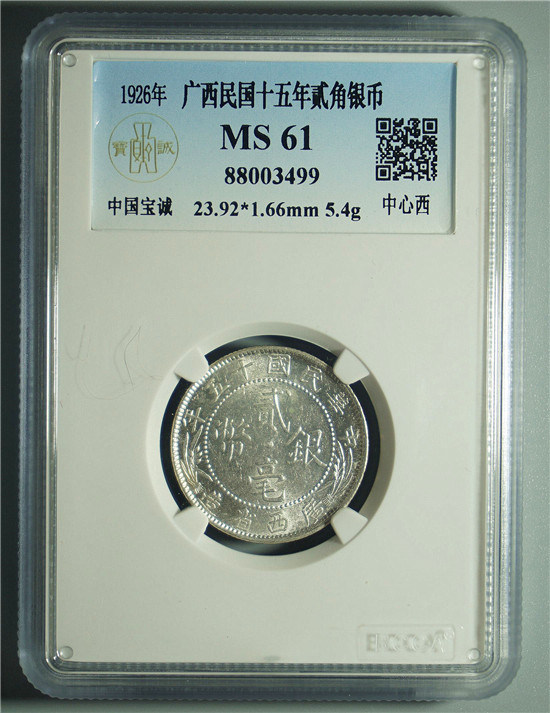 1926年 广西民国十五年贰角银币
MS 61
寳 誠
88003499
中国宝诚 23.92*1.66mm 5.4g 中心西
年五十國民華中
貳
幣 銀
毫
造省西廣